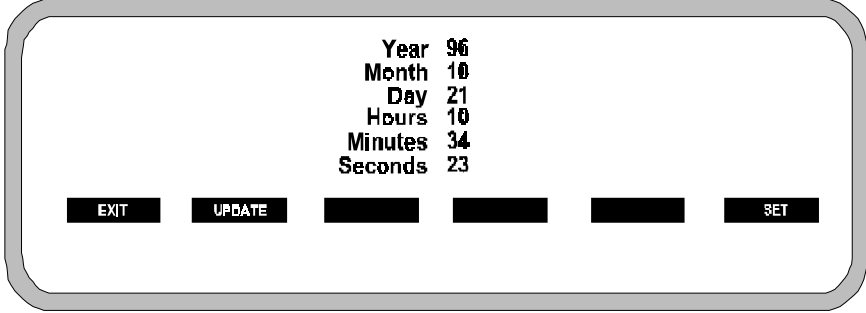 Year 96
Month 10
Day 21
Hours 10
Minutes 34
Seconds 23
EXIT UPDATE SET